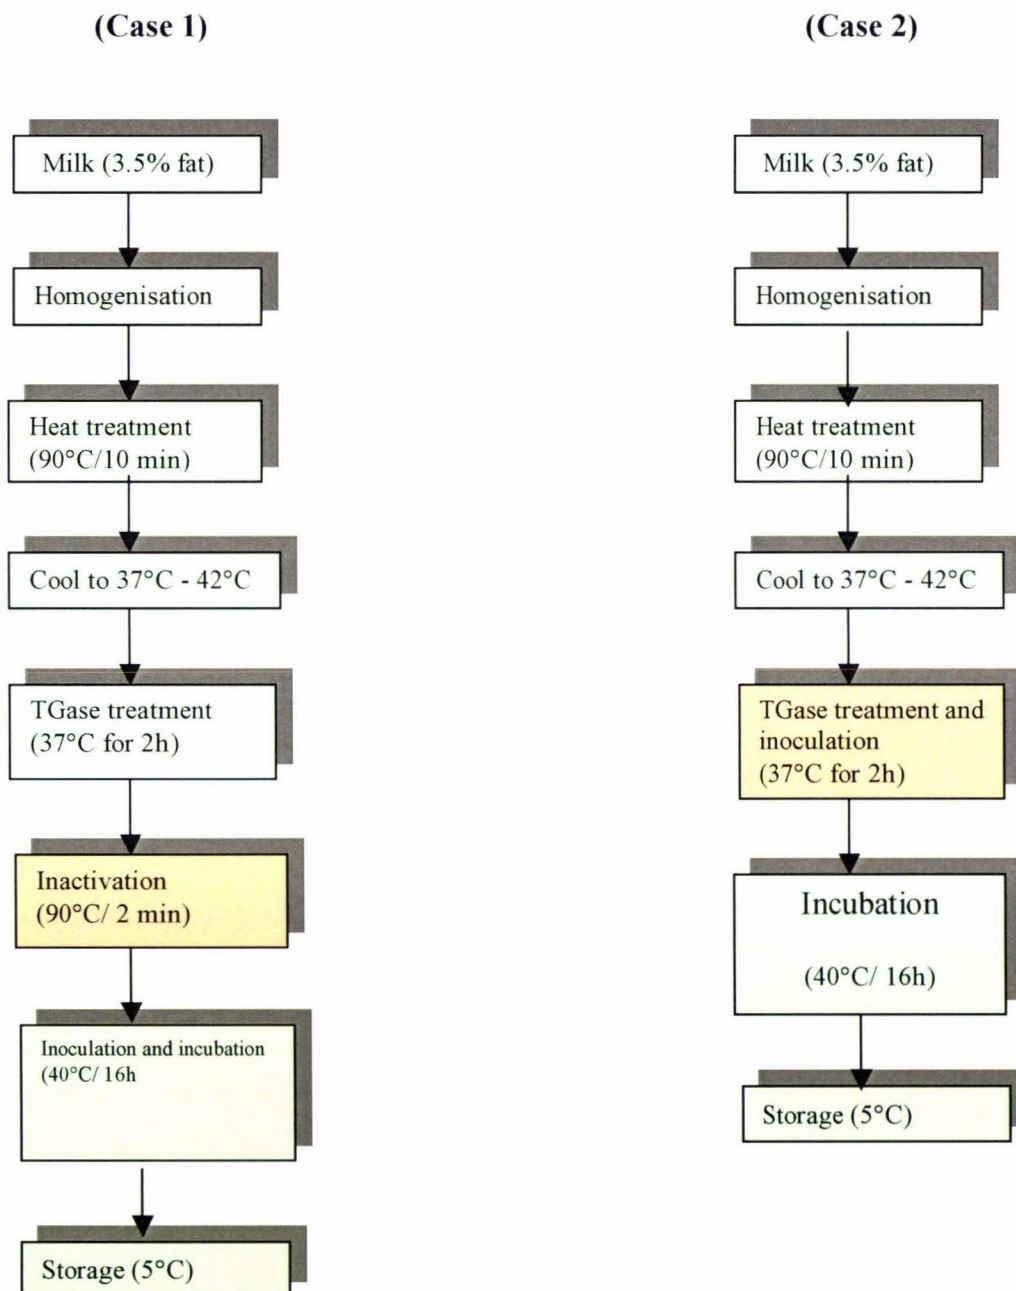 (Case 1)
Milk (3.5% fat)
Homogenisation
Heat treatment
(90°C/10 min)
Cool to 37°C - 42°C
TGase treatment
(37°C for 2h)
Inactivation
(90°C/ 2 min)
Inoculation and incubation
(40°C/ 16h
Storage (5°C)
(Case 2)
Milk (3.5% fat)
Homogenisation
Heat treatment
(90°C/10 min)
Cool to 37°C - 42°C
TGase treatment and
inoculation
(37°C for 2h)
Incubation
(40°C/ 16h)
Storage (5°C)